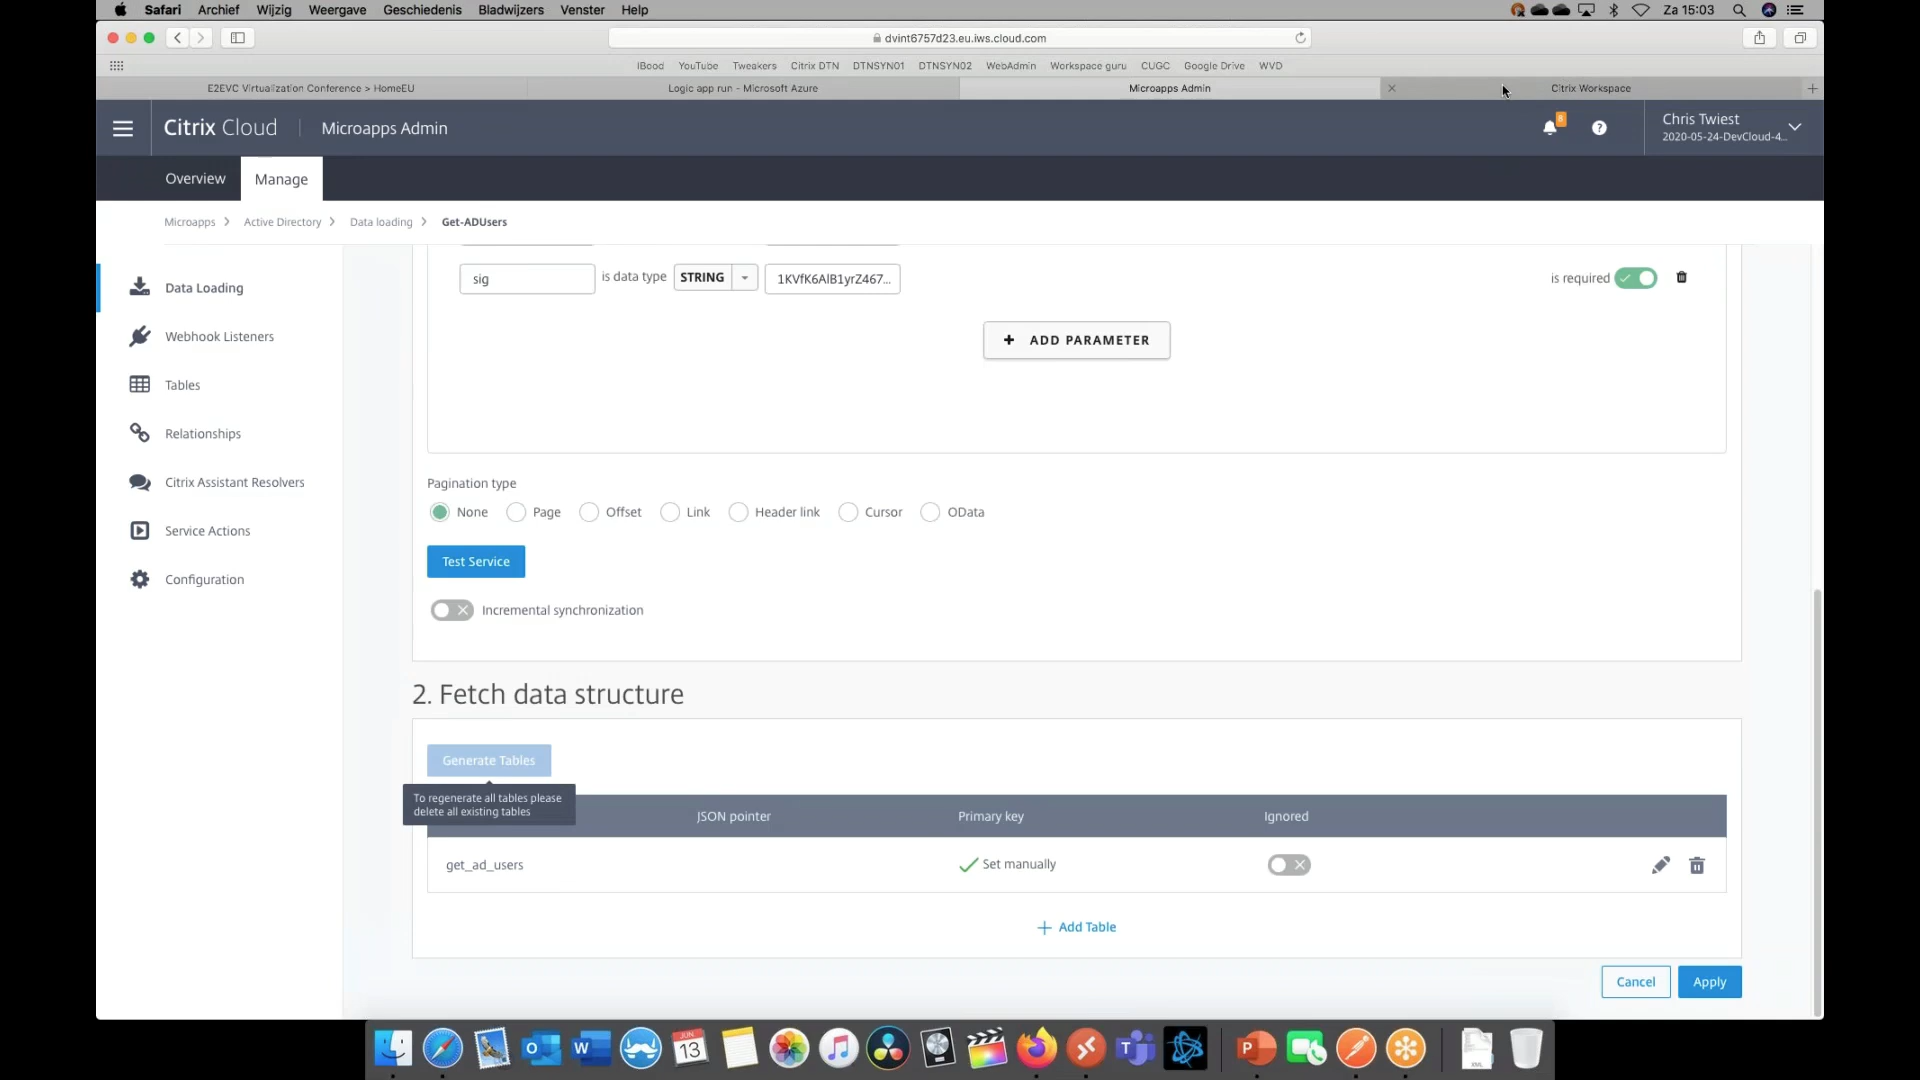 Safari Archief Wijzig Weergave Geschiedenis Bladwijzers Venster Help Za 15:03
dvint6757d23.eu.iws.cloud.com
IBood YouTube Tweakers Citrix DTN DTNSYN01 DTNSYN02 WebAdmin Workspace guru CUGC Google Drive WVD
E2EVC Virtualization Conference > HomeEU Logic app run - Microsoft Azure Microapps Admin Citrix Workspace
Citrix Cloud Microapps Admin 8 Chris Twiest
2020-05-24-DevCloud-4...
Overview Manage
Microapps > Active Directory > Data loading > Get-ADUsers
sig is data type STRING 1KVfK6AlB1yrZ467... is required
Data Loading
Webhook Listeners
+ ADD PARAMETER
Tables
Relationships
Citrix Assistant Resolvers
Pagination type
None Page Offset Link Header link Cursor OData
Service Actions
Test Service
Configuration
Incremental synchronization
2. Fetch data structure
Generate Tables
To regenerate all tables please
delete all existing tables
JSON pointer Primary key Ignored
get_ad_users Set manually
+ Add Table
Cancel Apply
JUN
13